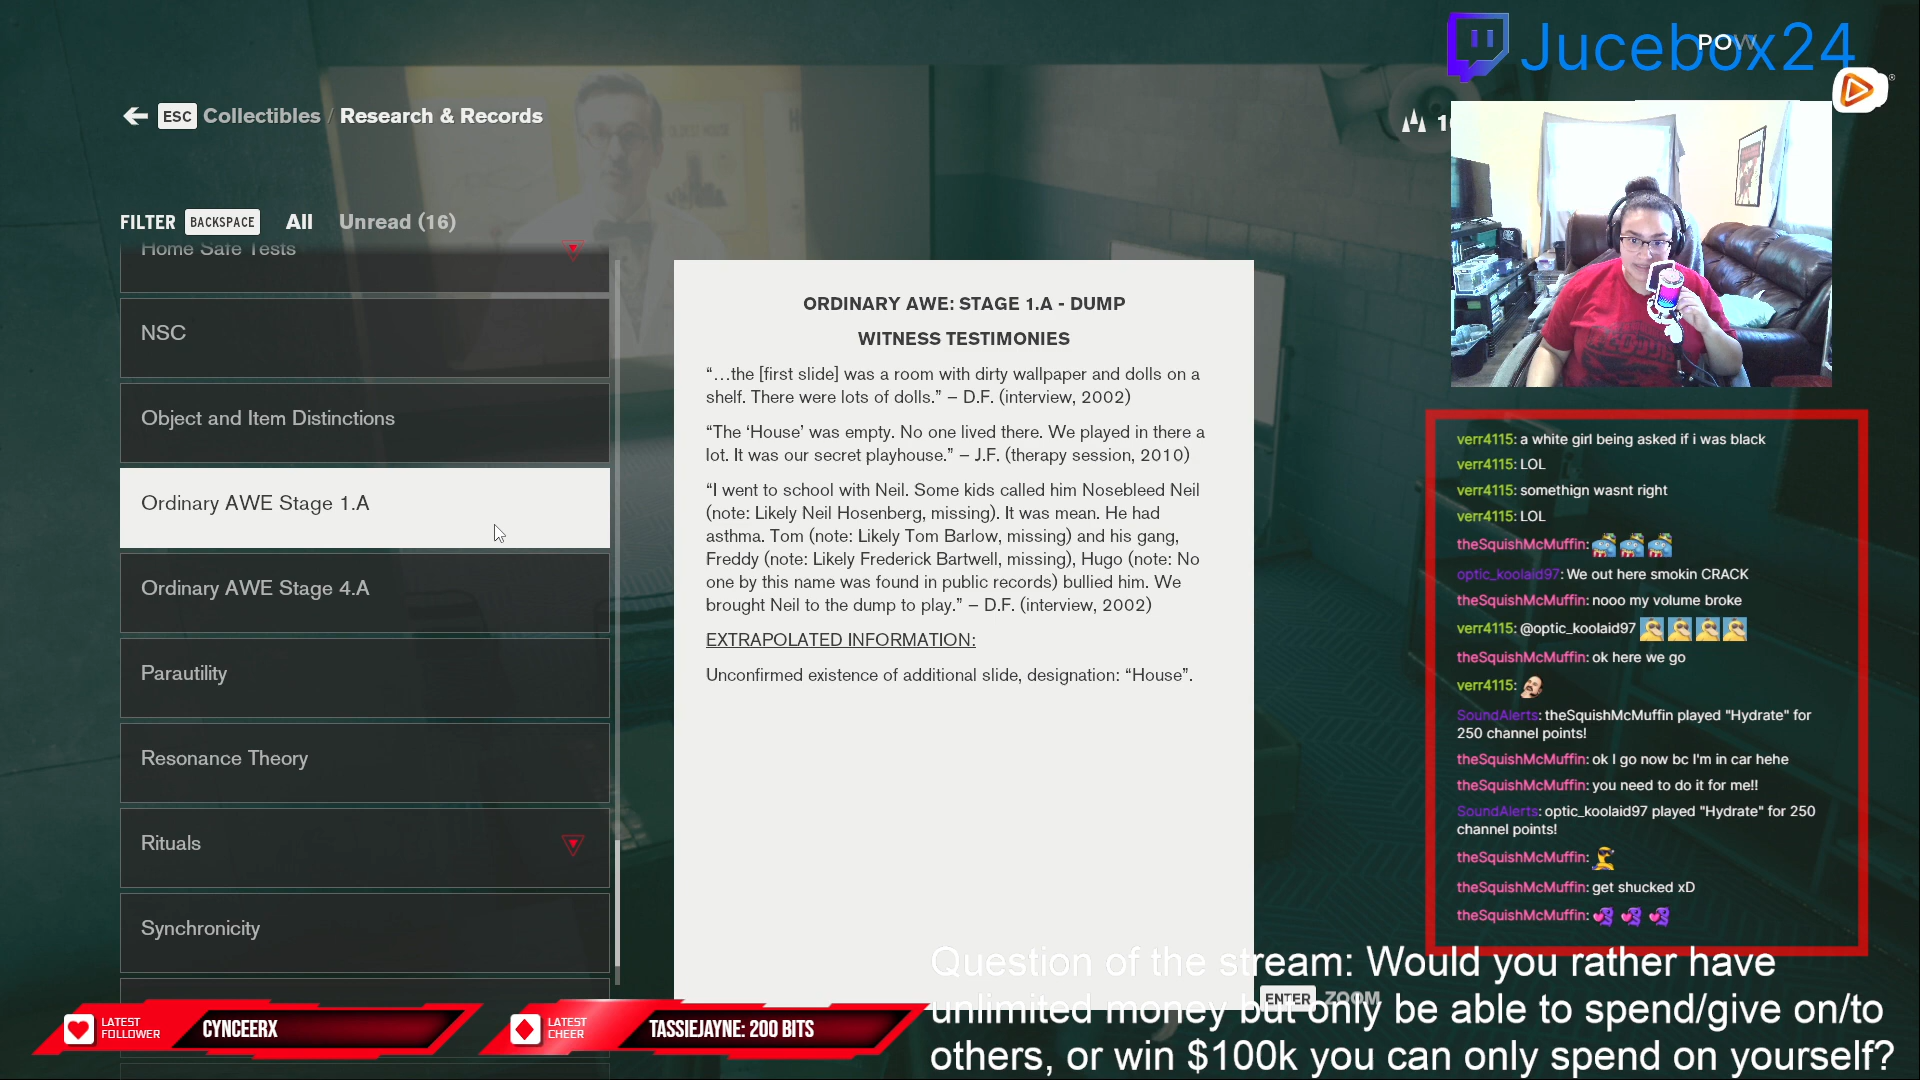 Jucebox24
POW
ESC Collectibles / Research & Records
FILTER BACKSPACE All Unread (16)
Home Safe Tests
NSC
Object and Item Distinctions
Ordinary AWE Stage 1.A
Ordinary AWE Stage 4.A
Parautility
Resonance Theory
Rituals
Synchronicity
ORDINARY AWE: STAGE 1.A - DUMP
WITNESS TESTIMONIES
“…the [first slide] was a room with dirty wallpaper and dolls on a
shelf. There were lots of dolls.” – D.F. (interview, 2002)
“The ‘House’ was empty. No one lived there. We played in there a
lot. It was our secret playhouse.” – J.F. (therapy session, 2010)
“I went to school with Neil. Some kids called him Nosebleed Neil
(note: Likely Neil Hosenberg, missing). It was mean. He had
asthma. Tom (note: Likely Tom Barlow, missing) and his gang,
Freddy (note: Likely Frederick Bartwell, missing), Hugo (note: No
one by this name was found in public records) bullied him. We
brought Neil to the dump to play.” – D.F. (interview, 2002)
EXTRAPOLATED INFORMATION:
Unconfirmed existence of additional slide, designation: “House”.
ENTER ZOOM
verr4115: a white girl being asked if i was black
verr4115: LOL
verr4115: somethign wasnt right
verr4115: LOL
theSquishMcMuffin:
optic_koolaid97: We out here smokin CRACK
theSquishMcMuffin: nooo my volume broke
verr4115: @optic_koolaid97
theSquishMcMuffin: ok here we go
verr4115:
SoundAlerts: theSquishMcMuffin played "Hydrate" for
250 channel points!
theSquishMcMuffin: ok I go now bc I'm in car hehe
theSquishMcMuffin: you need to do it for me!!
SoundAlerts: optic_koolaid97 played "Hydrate" for 250
channel points!
theSquishMcMuffin:
theSquishMcMuffin: get shucked xD
theSquishMcMuffin:
Question of the stream: Would you rather have
unlimited money but only be able to spend/give on/to
others, or win $100k you can only spend on yourself?
LATEST
FOLLOWER
CYNCEERX
LATEST
CHEER
TASSIEJAYNE: 200 BITS